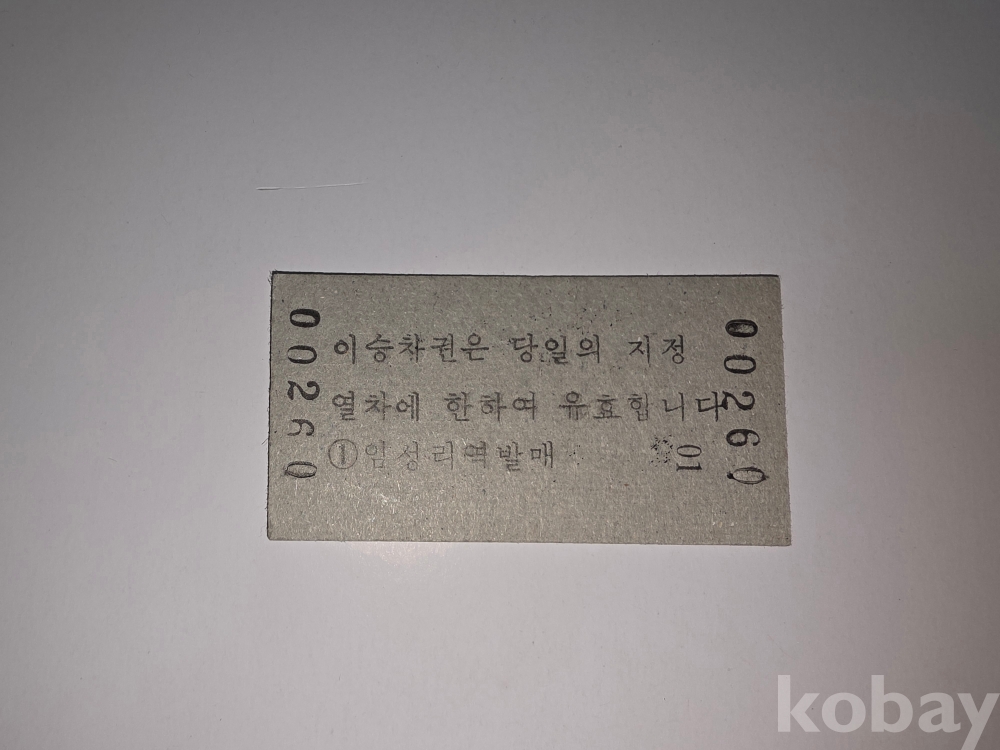 00260
이승차권은 당일의 지정
열차에 한하여 유효합니다
①임성리역발매
01
00260
kobay